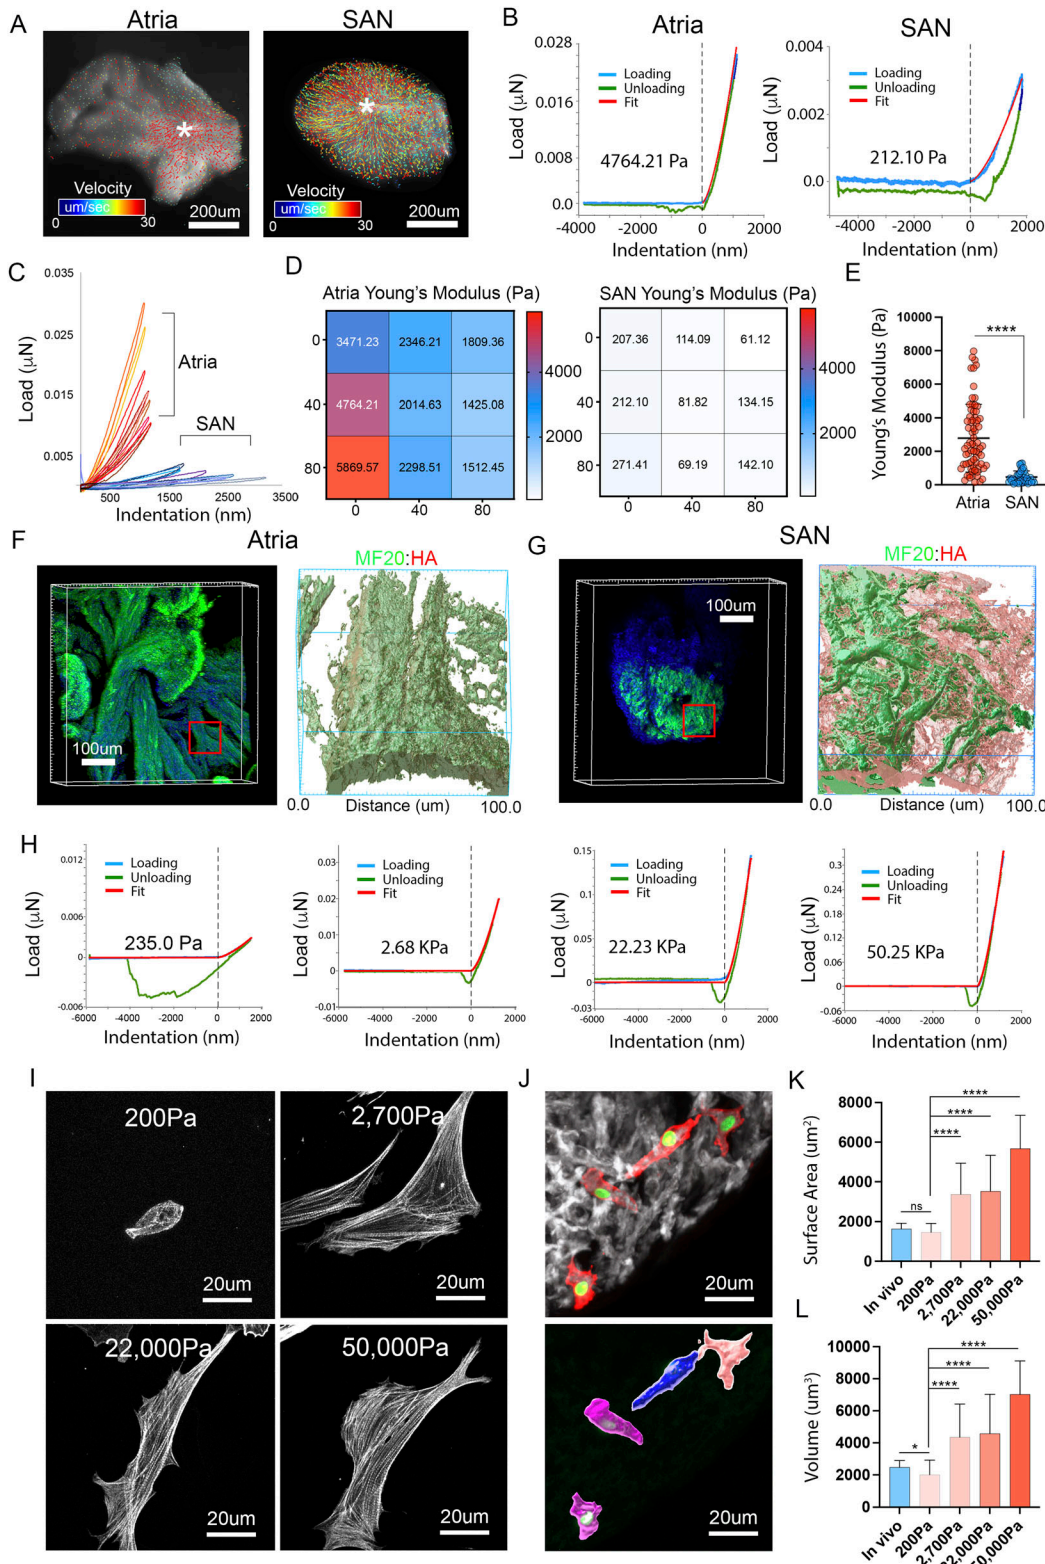 A
Atria
SAN
*
*
Velocity
um/sec
0
30
200um
Velocity
um/sec
0
30
200um
B
Atria
SAN
Load (μN)
0.028
0.016
0.008
0.0
Loading
Unloading
Fit
4764.21 Pa
-4000
-2000
0
2000
Indentation (nm)
Load (μN)
0.004
0.002
0.0
Loading
Unloading
Fit
212.10 Pa
-4000
-2000
0
2000
Indentation (nm)
C
Load (μN)
0.035
0.025
0.015
0.005
Atria
SAN
500
1500
2500
3500
Indentation (nm)
D
Atria Young's Modulus (Pa)
0
3471.23
2346.21
1809.36
40
4764.21
2014.63
1425.08
80
5869.57
2298.51
1512.45
0
40
80
4000
2000
SAN Young's Modulus (Pa)
0
207.36
114.09
61.12
40
212.10
81.82
134.15
80
271.41
69.19
142.10
0
40
80
4000
2000
E
Young's Modulus (Pa)
10000
8000
6000
4000
2000
0
****
Atria
SAN
F
Atria
100um
MF20:HA
0.0
Distance (um)
100.0
G
SAN
100um
MF20:HA
0.0
Distance (um)
100.0
H
Load (μN)
0.012
0.006
0
-0.006
Loading
Unloading
Fit
235.0 Pa
-6000
-4000
-2000
0
2000
Indentation (nm)
Load (μN)
0.03
0.01
0
-0.01
Loading
Unloading
Fit
2.68 KPa
-6000
-4000
-2000
0
2000
Indentation (nm)
Load (μN)
0.15
0.09
0.06
0.03
0
-0.03
Loading
Unloading
Fit
22.23 KPa
-6000
-4000
-2000
0
2000
Indentation (nm)
Load (μN)
0.3
0.24
0.18
0.12
0.06
0
-0.06
Loading
Unloading
Fit
50.25 KPa
-6000
-4000
-2000
0
2000
Indentation (nm)
I
200Pa
20um
2,700Pa
20um
22,000Pa
20um
50,000Pa
20um
J
20um
20um
K
Surface Area (um²)
8000
6000
4000
2000
0
ns
****
****
****
In vivo
200Pa
2,700Pa
22,000Pa
50,000Pa
L
Volume (um³)
10000
8000
6000
4000
2000
0
*
****
****
****
In vivo
200Pa
2,700Pa
22,000Pa
50,000Pa